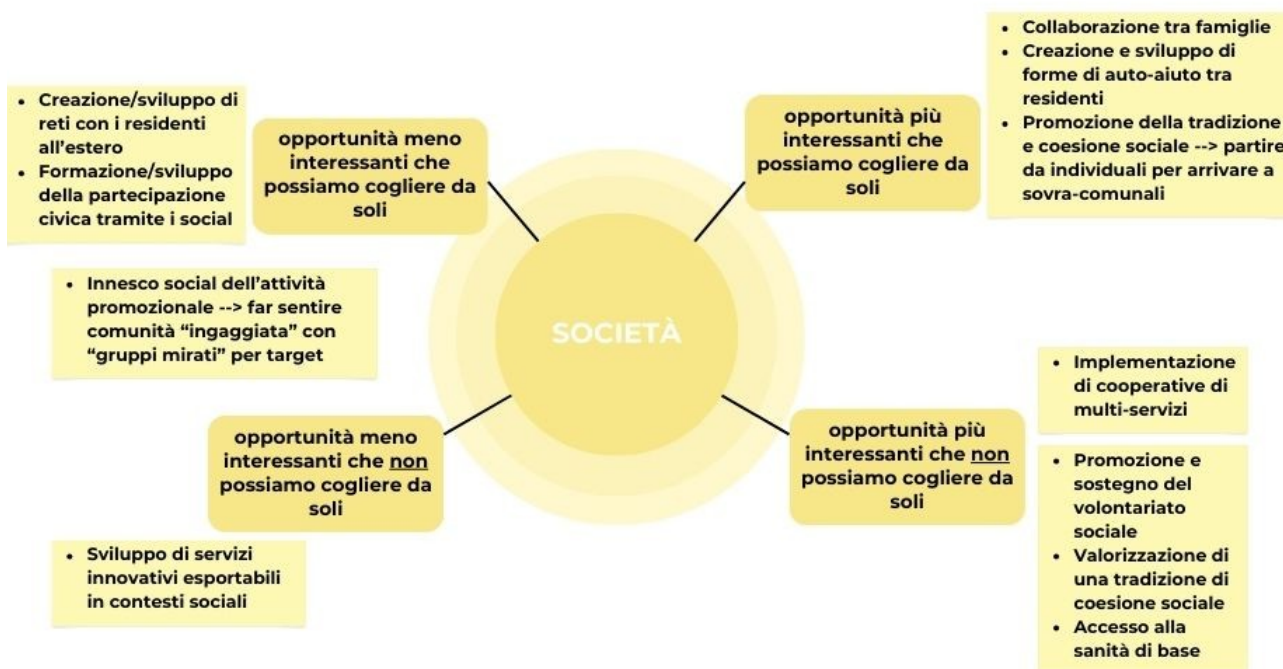 • Creazione/sviluppo di
reti con i residenti
all'estero
• Formazione/sviluppo
della partecipazione
civica tramite i social
opportunità meno
interessanti che
possiamo cogliere da
soli
opportunità più
interessanti che
possiamo cogliere da
soli
• Collaborazione tra famiglie
• Creazione e sviluppo di
forme di auto-aiuto tra
residenti
• Promozione della tradizione
e coesione sociale --> partire
da individuali per arrivare a
sovra-comunali
• Innesco social dell'attività
promozionale --> far sentire
comunità “ingaggiata” con
“gruppi mirati” per target
SOCIETÀ
opportunità meno
interessanti che non
possiamo cogliere da
soli
opportunità più
interessanti che non
possiamo cogliere da
soli
• Implementazione
di cooperative di
multi-servizi
• Promozione e
sostegno del
volontariato
sociale
• Valorizzazione di
una tradizione di
coesione sociale
• Accesso alla
sanità di base
• Sviluppo di servizi
innovativi esportabili
in contesti sociali